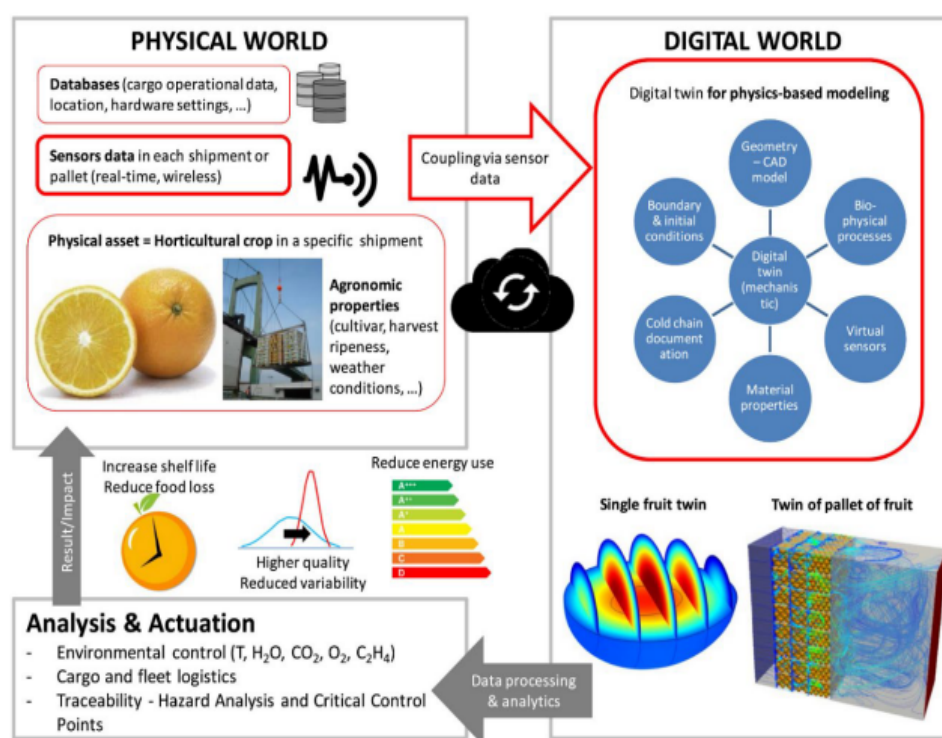 PHYSICAL WORLD
Databases (cargo operational data,
location, hardware settings, ...)
Sensors data in each shipment or
pallet (real-time, wireless)
Physical asset = Horticultural crop in a specific shipment
Agronomic
properties
(cultivar, harvest
ripeness,
weather
conditions, ...)
Coupling via sensor
data
DIGITAL WORLD
Digital twin for physics-based modeling
Geometry
– CAD
model
Boundary
& initial
conditions
Bio-
physical
processes
Digital
twin
(mechanis
tic)
Cold chain
document
ation
Virtual
sensors
Material
properties
Single fruit twin
Twin of pallet of fruit
Result/Impact
Increase shelf life
Reduce food loss
Higher quality
Reduced variability
Reduce energy use
A+++
A++
A+
A
B
C
D
Analysis & Actuation
- Environmental control (T, H₂O, CO₂, O₂, C₂H₄)
- Cargo and fleet logistics
- Traceability - Hazard Analysis and Critical Control
Points
Data processing
& analytics